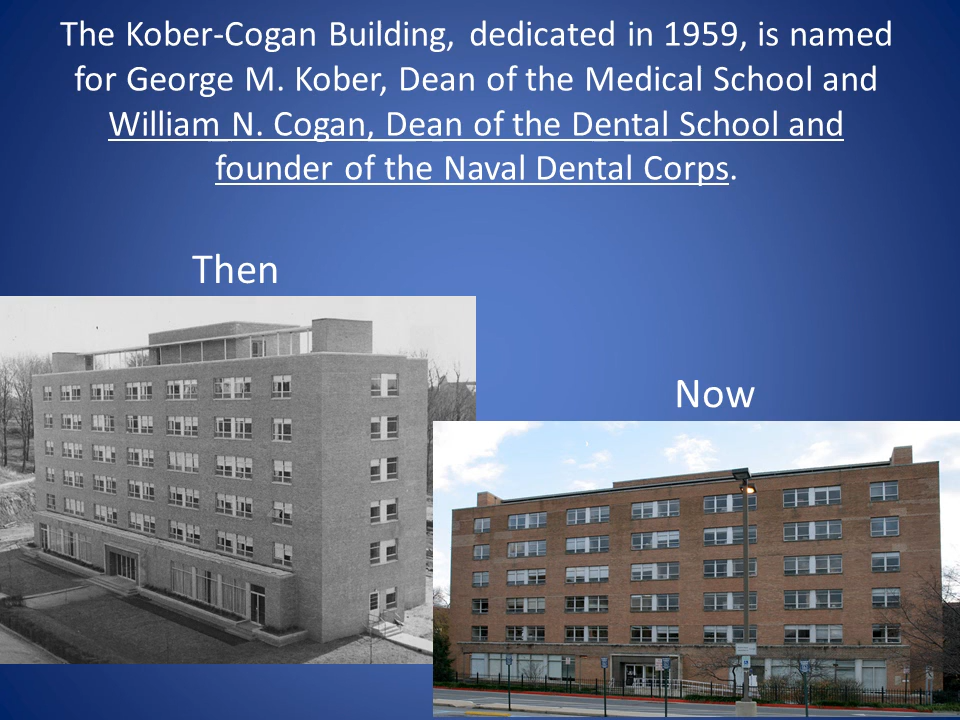 The Kober-Cogan Building, dedicated in 1959, is named
for George M. Kober, Dean of the Medical School and
William N. Cogan, Dean of the Dental School and
founder of the Naval Dental Corps.
Then
Now